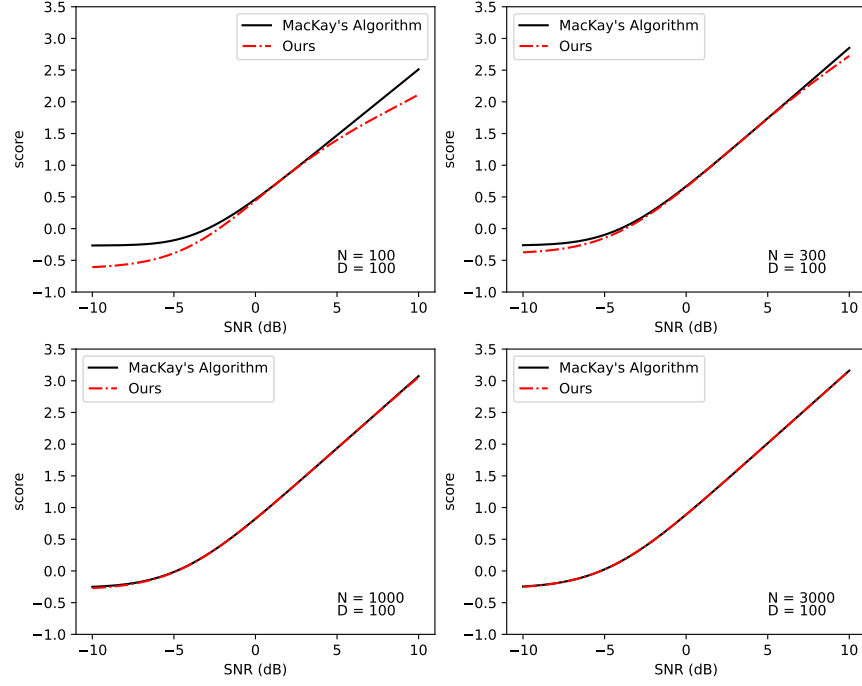 3.5
3.0
2.5
2.0
1.5
1.0
0.5
0.0
−0.5
−1.0
score
−10
−5
0
5
10
SNR (dB)
MacKay's Algorithm
Ours
N = 100
D = 100
3.5
3.0
2.5
2.0
1.5
1.0
0.5
0.0
−0.5
−1.0
score
−10
−5
0
5
10
SNR (dB)
MacKay's Algorithm
Ours
N = 300
D = 100
3.5
3.0
2.5
2.0
1.5
1.0
0.5
0.0
−0.5
−1.0
score
−10
−5
0
5
10
SNR (dB)
MacKay's Algorithm
Ours
N = 1000
D = 100
3.5
3.0
2.5
2.0
1.5
1.0
0.5
0.0
−0.5
−1.0
score
−10
−5
0
5
10
SNR (dB)
MacKay's Algorithm
Ours
N = 3000
D = 100